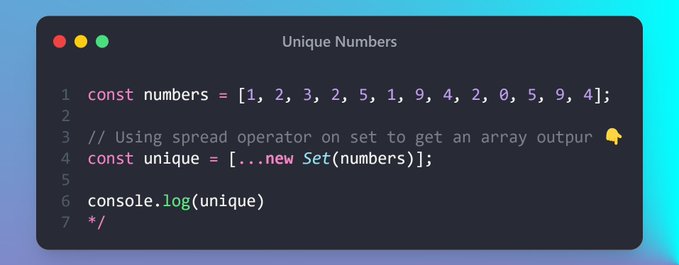 Unique Numbers
1 const numbers = [1, 2, 3, 2, 5, 1, 9, 4, 2, 0, 5, 9, 4];
2
3 // Using spread operator on set to get an array outpur 👇
4 const unique = [...new Set(numbers)];
5
6 console.log(unique)
7 */